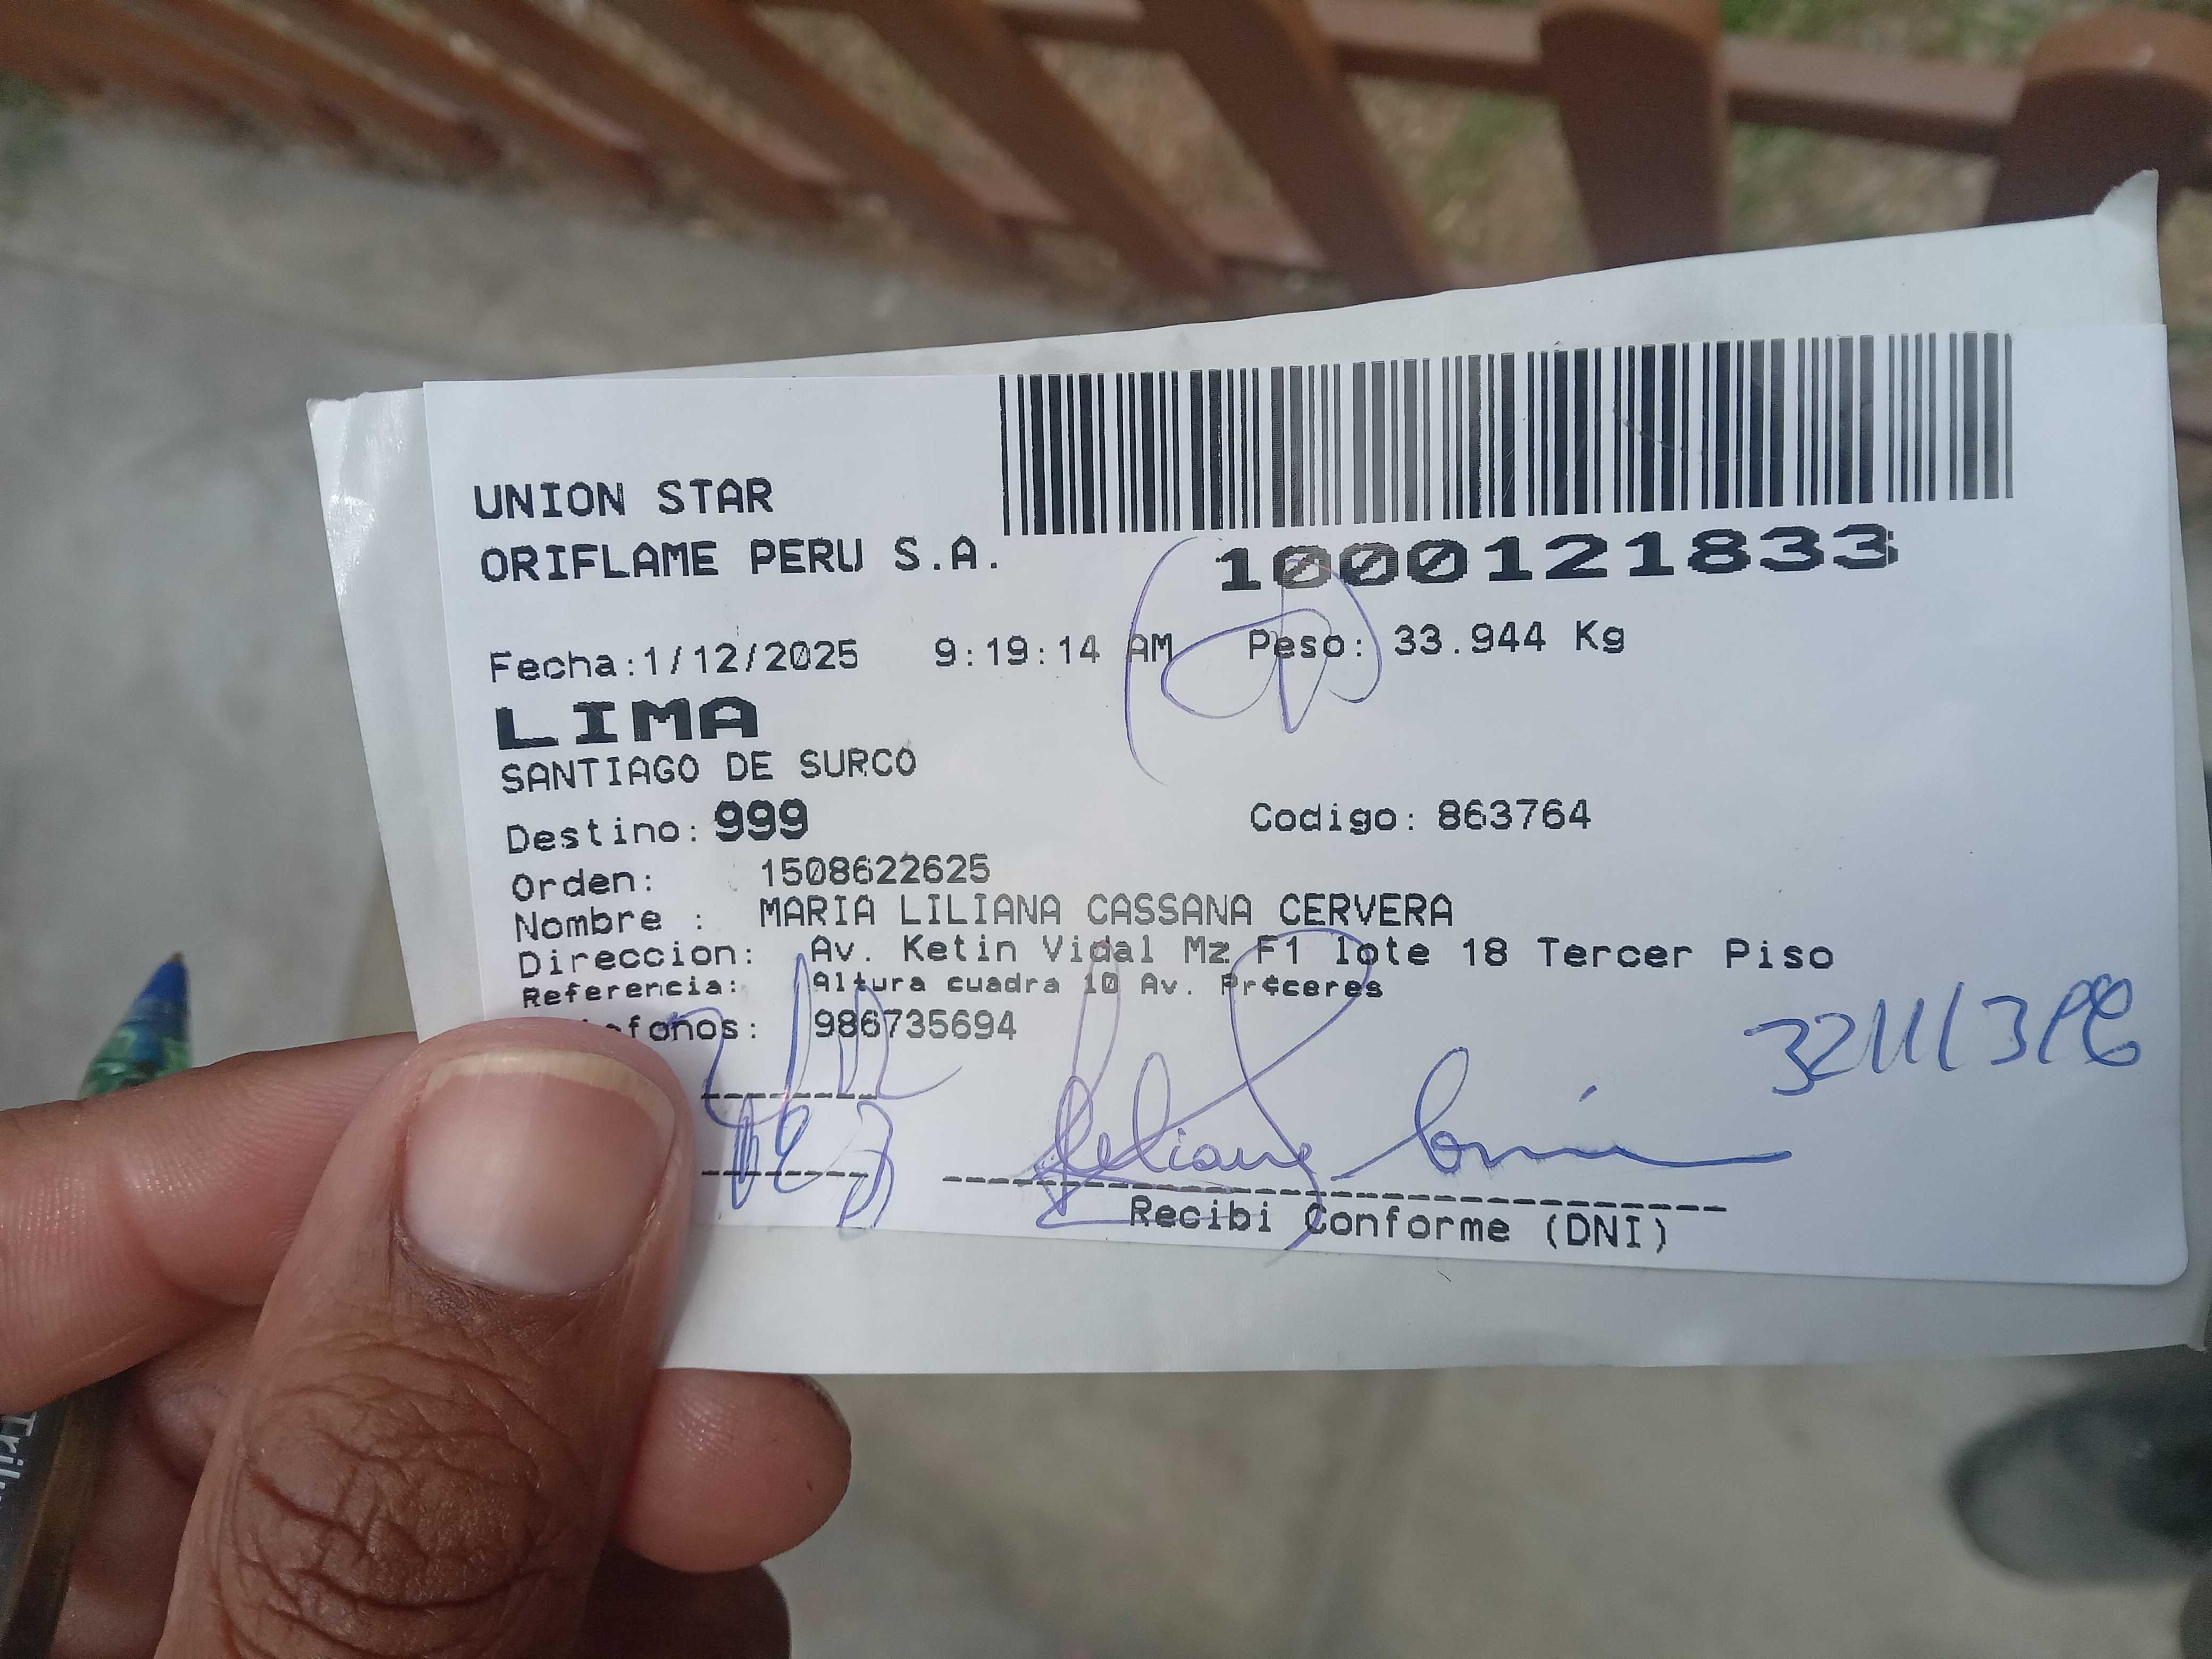 UNION STAR
ORIFLAME PERU S.A.
1000121833
Fecha:1/12/2025 9:19:14 AM Peso: 33.944 Kg
LIMA
SANTIAGO DE SURCO
Destino: 999 Codigo: 863764
Orden: 1508622625
Nombre : MARIA LILIANA CASSANA CERVERA
Direccion: Av. Ketin Vidal Mz F1 lote 18 Tercer Piso
Referencia: Altura cuadra 10 Av. Pr¢ceres
986735694
Recibi Conforme (DNI)